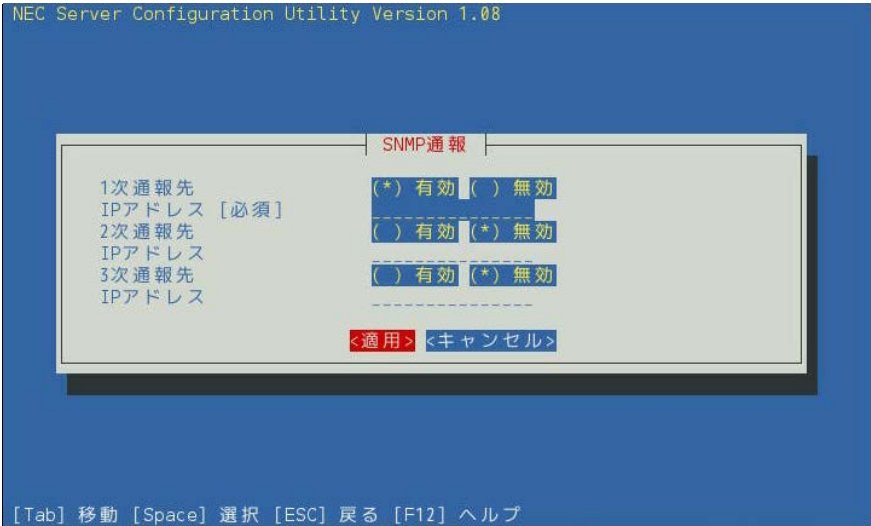 NEC Server Configuration Utility Version 1.08
SNMP通報
1次通報先 (*) 有効 ( ) 無効
IPアドレス [必須] _______________
2次通報先 ( ) 有効 (*) 無効
IPアドレス _______________
3次通報先 ( ) 有効 (*) 無効
IPアドレス _______________
<適用> <キャンセル>
[Tab] 移動 [Space] 選択 [ESC] 戻る [F12] ヘルプ